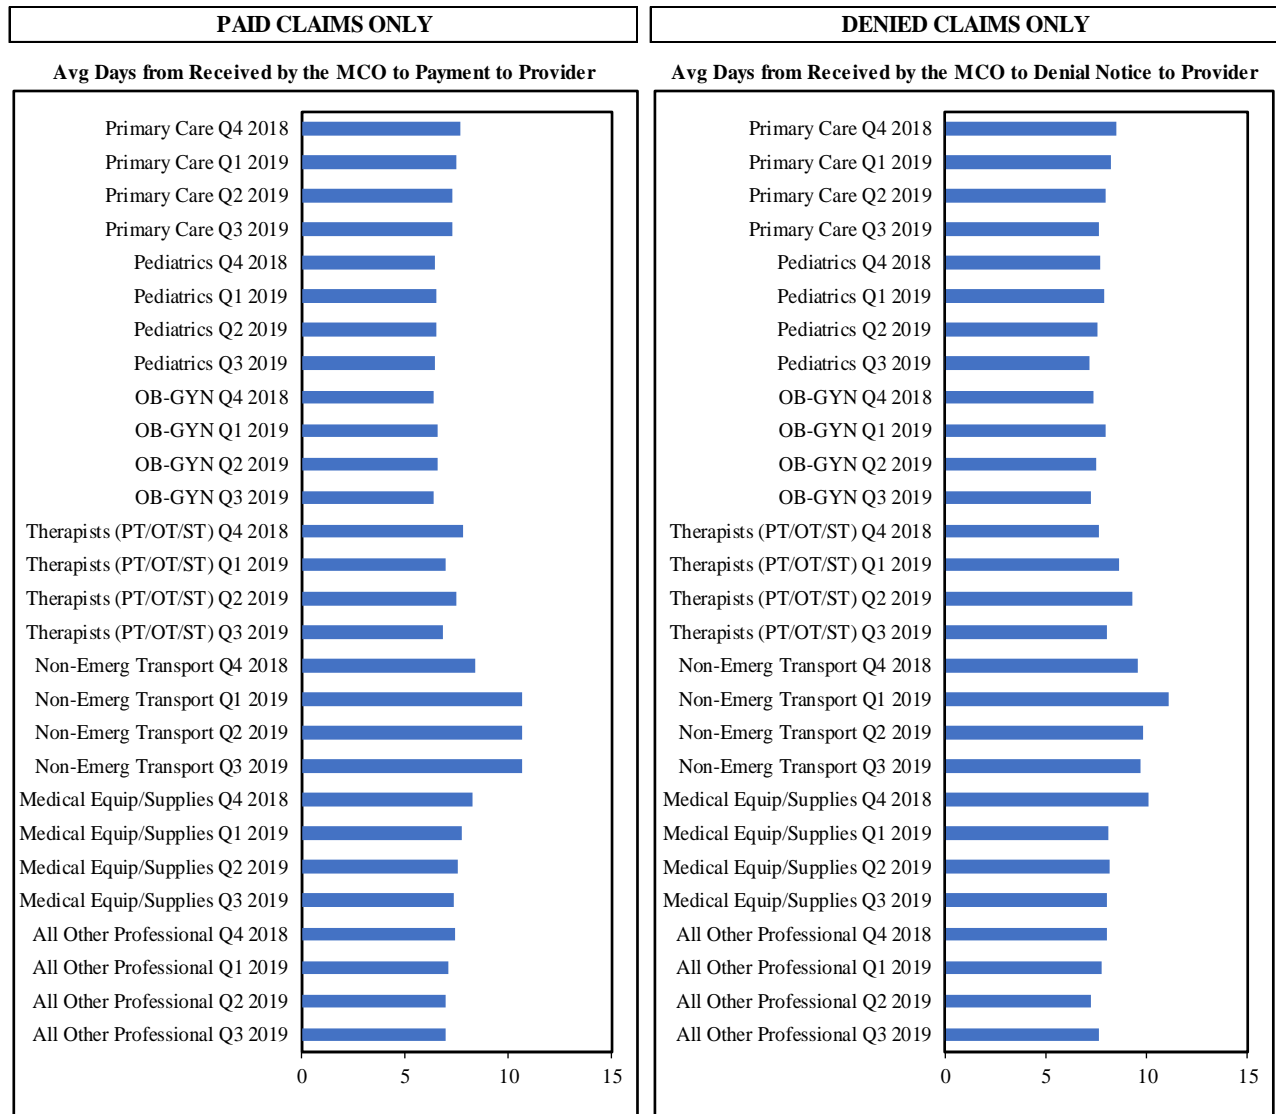 PAID CLAIMS ONLY
Avg Days from Received by the MCO to Payment to Provider
Primary Care Q4 2018
Primary Care Q1 2019
Primary Care Q2 2019
Primary Care Q3 2019
Pediatrics Q4 2018
Pediatrics Q1 2019
Pediatrics Q2 2019
Pediatrics Q3 2019
OB-GYN Q4 2018
OB-GYN Q1 2019
OB-GYN Q2 2019
OB-GYN Q3 2019
Therapists (PT/OT/ST) Q4 2018
Therapists (PT/OT/ST) Q1 2019
Therapists (PT/OT/ST) Q2 2019
Therapists (PT/OT/ST) Q3 2019
Non-Emerg Transport Q4 2018
Non-Emerg Transport Q1 2019
Non-Emerg Transport Q2 2019
Non-Emerg Transport Q3 2019
Medical Equip/Supplies Q4 2018
Medical Equip/Supplies Q1 2019
Medical Equip/Supplies Q2 2019
Medical Equip/Supplies Q3 2019
All Other Professional Q4 2018
All Other Professional Q1 2019
All Other Professional Q2 2019
All Other Professional Q3 2019
0 5 10 15
DENIED CLAIMS ONLY
Avg Days from Received by the MCO to Denial Notice to Provider
Primary Care Q4 2018
Primary Care Q1 2019
Primary Care Q2 2019
Primary Care Q3 2019
Pediatrics Q4 2018
Pediatrics Q1 2019
Pediatrics Q2 2019
Pediatrics Q3 2019
OB-GYN Q4 2018
OB-GYN Q1 2019
OB-GYN Q2 2019
OB-GYN Q3 2019
Therapists (PT/OT/ST) Q4 2018
Therapists (PT/OT/ST) Q1 2019
Therapists (PT/OT/ST) Q2 2019
Therapists (PT/OT/ST) Q3 2019
Non-Emerg Transport Q4 2018
Non-Emerg Transport Q1 2019
Non-Emerg Transport Q2 2019
Non-Emerg Transport Q3 2019
Medical Equip/Supplies Q4 2018
Medical Equip/Supplies Q1 2019
Medical Equip/Supplies Q2 2019
Medical Equip/Supplies Q3 2019
All Other Professional Q4 2018
All Other Professional Q1 2019
All Other Professional Q2 2019
All Other Professional Q3 2019
0 5 10 15